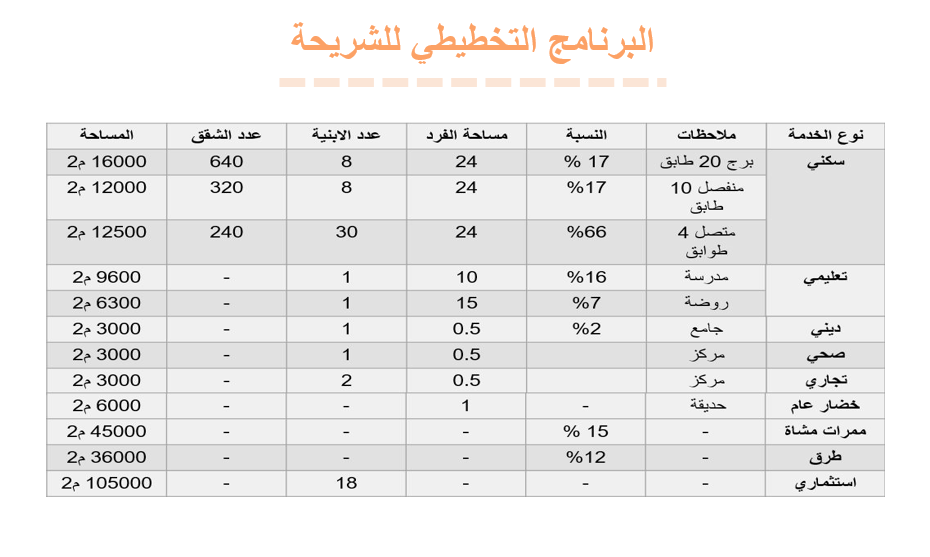 البرنامج التخطيطي للشريحة
نوع الخدمة ملاحظات النسبة مساحة الفرد عدد الابنية عدد الشقق المساحة
سكني برج 20 طابق 17 % 24 8 640 16000 م2
منفصل 10 طابق 17% 24 8 320 12000 م2
متصل 4 طوابق 66% 24 30 240 12500 م2
تعليمي مدرسة 16% 10 1 - 9600 م2
روضة 7% 15 1 - 6300 م2
ديني جامع 2% 0.5 1 - 3000 م2
صحي مركز 0.5 1 - 3000 م2
تجاري مركز 0.5 2 - 3000 م2
خضار عام حديقة - 1 - - 6000 م2
ممرات مشاة - 15 % - - - 45000 م2
طرق - 12% - - - 36000 م2
استثماري - - - 18 - 105000 م2